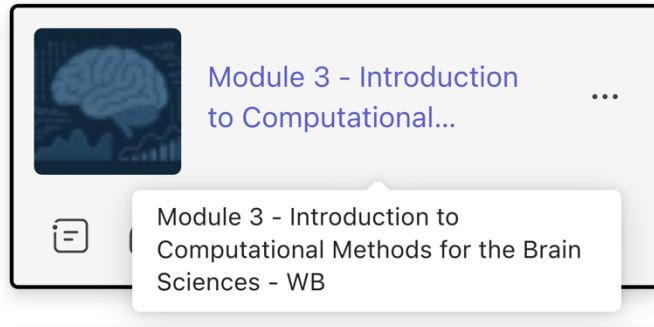 Module 3 - Introduction
to Computational...
Module 3 - Introduction to
Computational Methods for the Brain
Sciences - WB